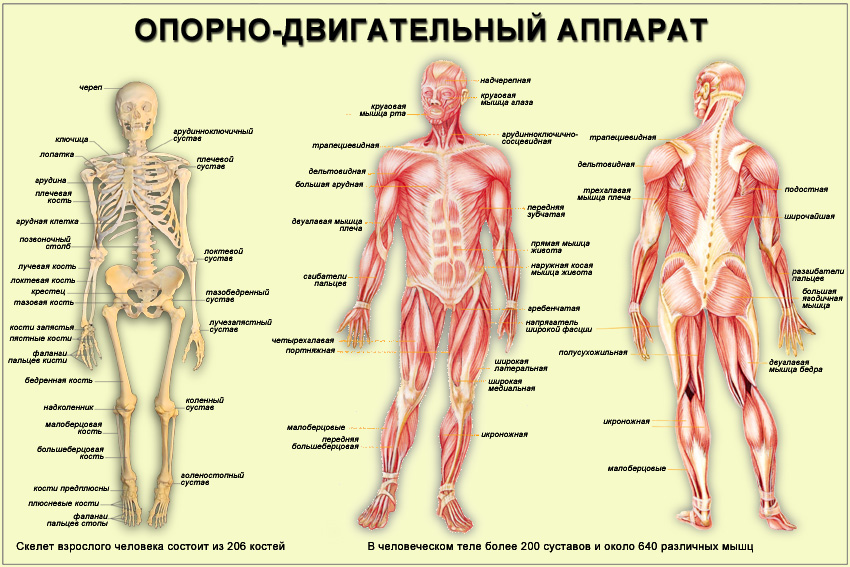 ОПОРНО-ДВИГАТЕЛЬНЫЙ АППАРАТ
череп
ключица
лопатка
грудина
плечевая
кость
грудная клетка
позвоночный
столб
лучевая кость
локтевая кость
крестец
тазовая кость
кости запястья
пястные кости
фаланги
пальцев кисти
бедренная кость
надколенник
малоберцовая
кость
большеберцовая
кость
кости предплюсны
плюсневые кости
фаланги
пальцев стопы
грудинноключичный
сустав
плечевой
сустав
локтевой
сустав
тазобедренный
сустав
лучезапястный
сустав
коленный
сустав
голеностопный
сустав
круговая
мышца рта
трапециевидная
дельтовидная
большая грудная
двуглавая мышца
плеча
сгибатели
пальцев
четырехалавая
портняжная
малоберцовые
передняя
большеберцовая
надчерепная
круговая
мышца глаза
грудинноключично-
сосцевидная
передняя
зубчатая
прямая мышца
живота
наружная косая
мышца живота
гребенчатая
напрягатель
широкой фасции
широкая
латеральная
широкая
медиальная
икроножная
трапециевидная
дельтовидная
трехалавая
мышца плеча
полусухожильная
икроножная
малоберцовые
подостная
широчайшая
разгибатели
пальцев
большая
ягодичная
мышца
двуглавая
мышца бедра
Скелет взрослого человека состоит из 206 костей
В человеческом теле более 200 суставов и около 640 различных мышц